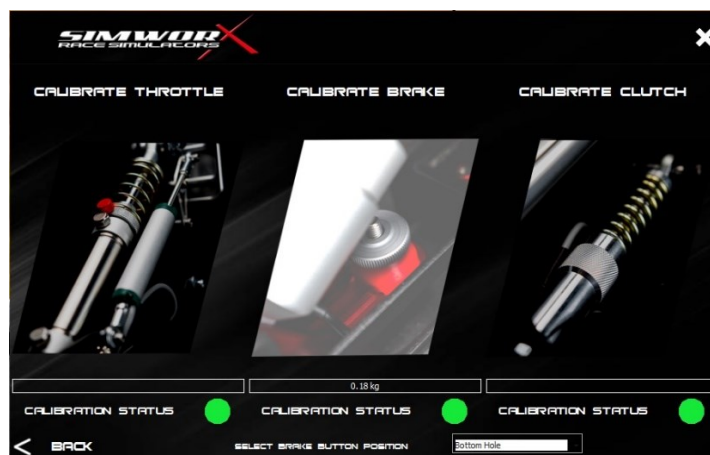 SIMWORX
RACE SIMULATORS
CALIBRATE THROTTLE
CALIBRATE BRAKE
CALIBRATE CLUTCH
0.18 kg
CALIBRATION STATUS
CALIBRATION STATUS
CALIBRATION STATUS
< BACK
SELECT BRAKE BUTTON POSITION
Bottom Hole